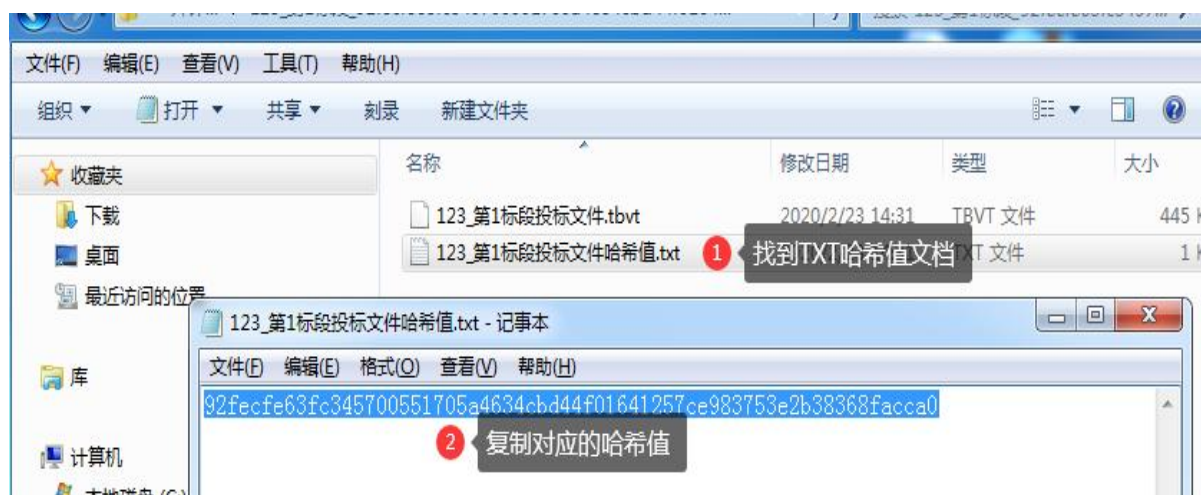 文件(F) 编辑(E) 查看(V) 工具(T) 帮助(H)
组织 打开 共享 刻录 新建文件夹
收藏夹
下载
桌面
最近访问的位置
库
计算机
名称 修改日期 类型 大小
123_第1标段投标文件.tbvt 2020/2/23 14:31 TBVT 文件 445
123_第1标段投标文件哈希值.txt TXT 文件 1
1 找到TXT哈希值文档
123_第1标段投标文件哈希值.txt - 记事本
文件(F) 编辑(E) 格式(O) 查看(V) 帮助(H)
92fecfe63fc345700551705a4634cbd44f01641257ce983753e2b38368facca0
2 复制对应的哈希值